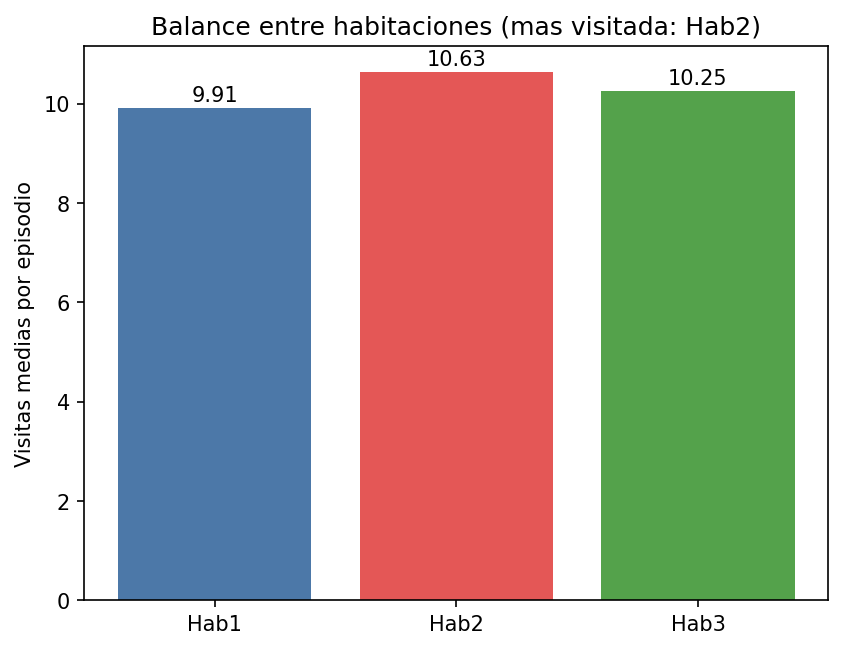 Balance entre habitaciones (mas visitada: Hab2)
Visitas medias por episodio
10
8
6
4
2
0
9.91
10.63
10.25
Hab1
Hab2
Hab3